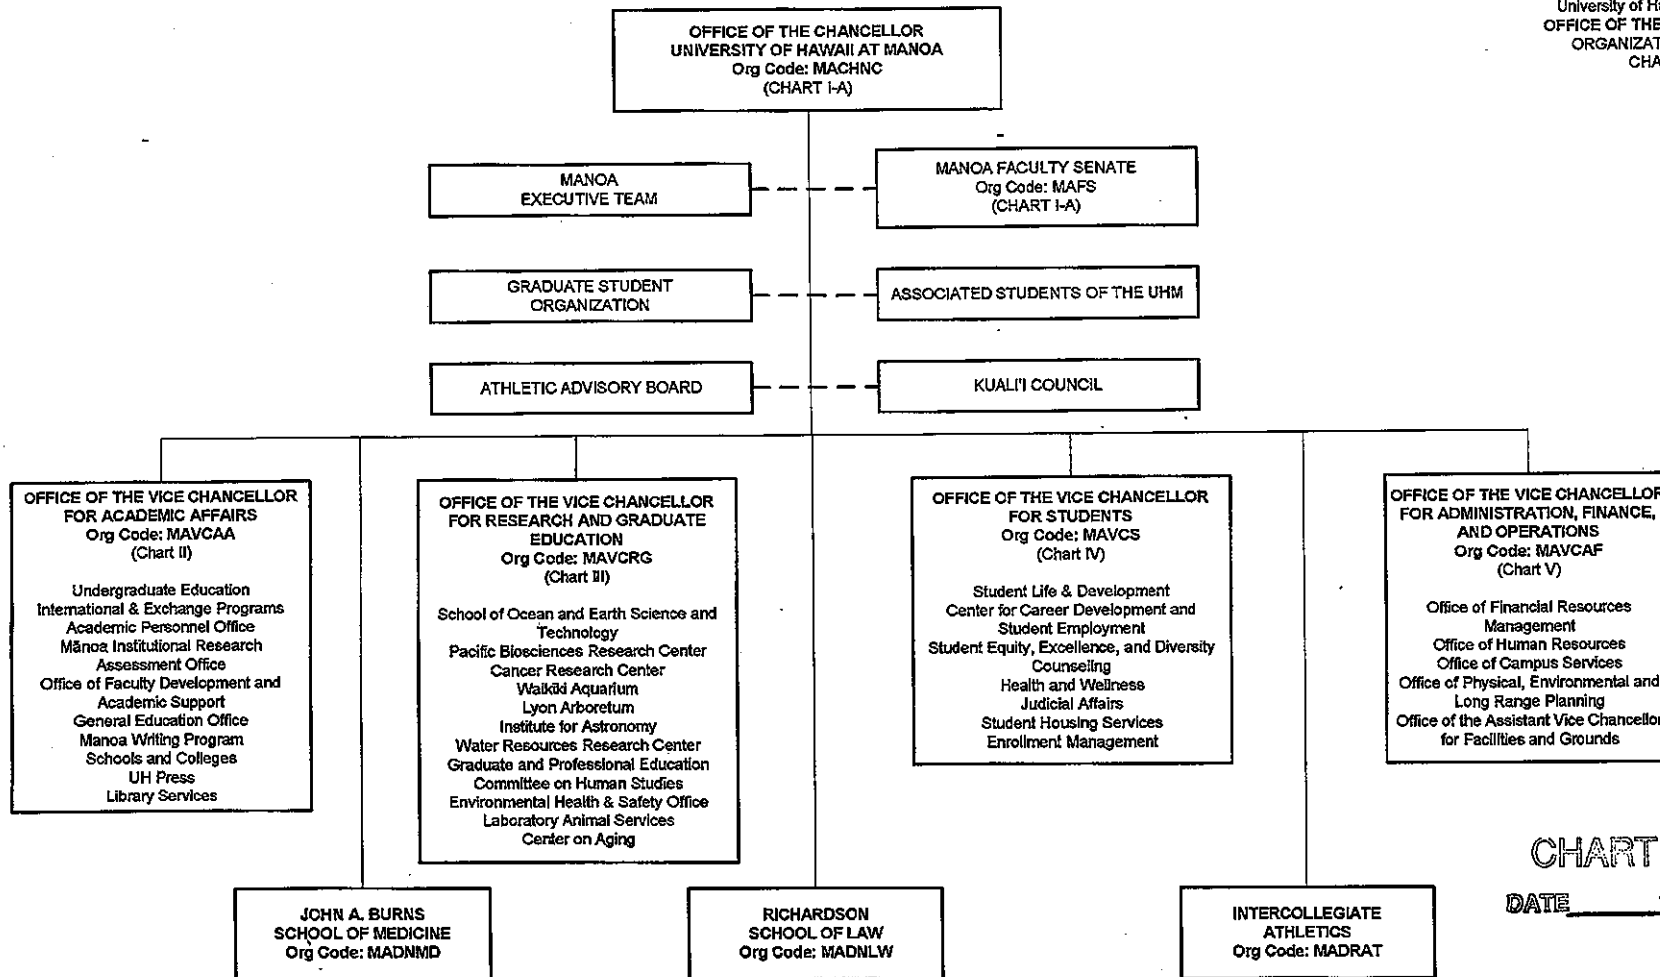 University of
OFFICE OF THE
CHART
OFFICE OF THE CHANCELLOR
UNIVERSITY OF HAWAII AT MANOA
Org Code: MACHNC
(CHART I-A)
MANOA
EXECUTIVE TEAM
MANOA FACULTY SENATE
Org Code: MAFS
(CHART I-A)
GRADUATE STUDENT
ORGANIZATION
ASSOCIATED STUDENTS OF THE UHM
ATHLETIC ADVISORY BOARD
KUALI'I COUNCIL
OFFICE OF THE VICE CHANCELLOR
FOR ACADEMIC AFFAIRS
Org Code: MAVCAA
(Chart II)
Undergraduate Education
International & Exchange Programs
Academic Personnel Office
Mānoa Institutional Research
Assessment Office
Office of Faculty Development and
Academic Support
General Education Office
Manoa Writing Program
Schools and Colleges
UH Press
Library Services
OFFICE OF THE VICE CHANCELLOR
FOR RESEARCH AND GRADUATE
EDUCATION
Org Code: MAVCRG
(Chart III)
School of Ocean and Earth Science and
Technology
Pacific Biosciences Research Center
Cancer Research Center
Waikiki Aquarium
Lyon Arboretum
Institute for Astronomy
Water Resources Research Center
Graduate and Professional Education
Committee on Human Studies
Environmental Health & Safety Office
Laboratory Animal Services
Center on Aging
OFFICE OF THE VICE CHANCELLOR
FOR STUDENTS
Org Code: MAVCS
(Chart IV)
Student Life & Development
Center for Career Development and
Student Employment
Student Equity, Excellence, and Diversity
Counseling
Health and Wellness
Judicial Affairs
Student Housing Services
Enrollment Management
OFFICE OF THE VICE CHANCELLOR
FOR ADMINISTRATION, FINANCE,
AND OPERATIONS
Org Code: MAVCAF
(Chart V)
Office of Financial Resources
Management
Office of Human Resources
Office of Campus Services
Office of Physical, Environmental and
Long Range Planning
Office of the Assistant Vice Chancellor
for Facilities and Grounds
JOHN A. BURNS
SCHOOL OF MEDICINE
Org Code: MADNMD
RICHARDSON
SCHOOL OF LAW
Org Code: MADNLW
INTERCOLLEGIATE
ATHLETICS
Org Code: MADRAT
CHART
DATE